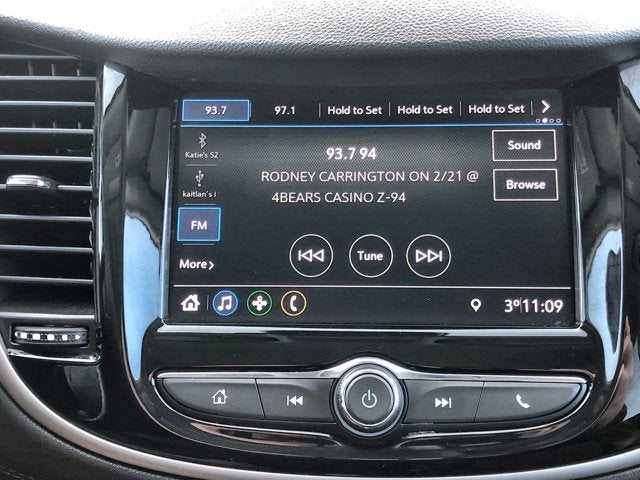 93.7 97.1 Hold to Set Hold to Set Hold to Set
Katie's S2
93.7 94
Sound
kaitlan's i
RODNEY CARRINGTON ON 2/21 @
4BEARS CASINO Z-94
Browse
FM
Tune
More
3° 11:09